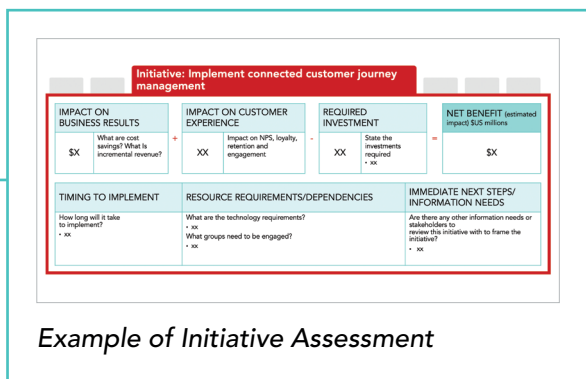 Initiative: Implement connected customer journey
management
IMPACT ON
BUSINESS RESULTS
$X
What are cost
savings? What Is
incremental revenue?
+
IMPACT ON CUSTOMER
EXPERIENCE
XX
Impact on NPS, loyalty,
retention and
engagement
-
REQUIRED
INVESTMENT
XX
State the
investments
required
• xx
=
NET BENEFIT (estimated
impact) $US millions
$X
TIMING TO IMPLEMENT
How long will it take
to implement?
• xx
RESOURCE REQUIREMENTS/DEPENDENCIES
What are the technology requirements?
• xx
What groups need to be engaged?
• xx
IMMEDIATE NEXT STEPS/
INFORMATION NEEDS
Are there any other information needs or
stakeholders to
review this initiative with to frame the
initiative?
• xx
Example of Initiative Assessment